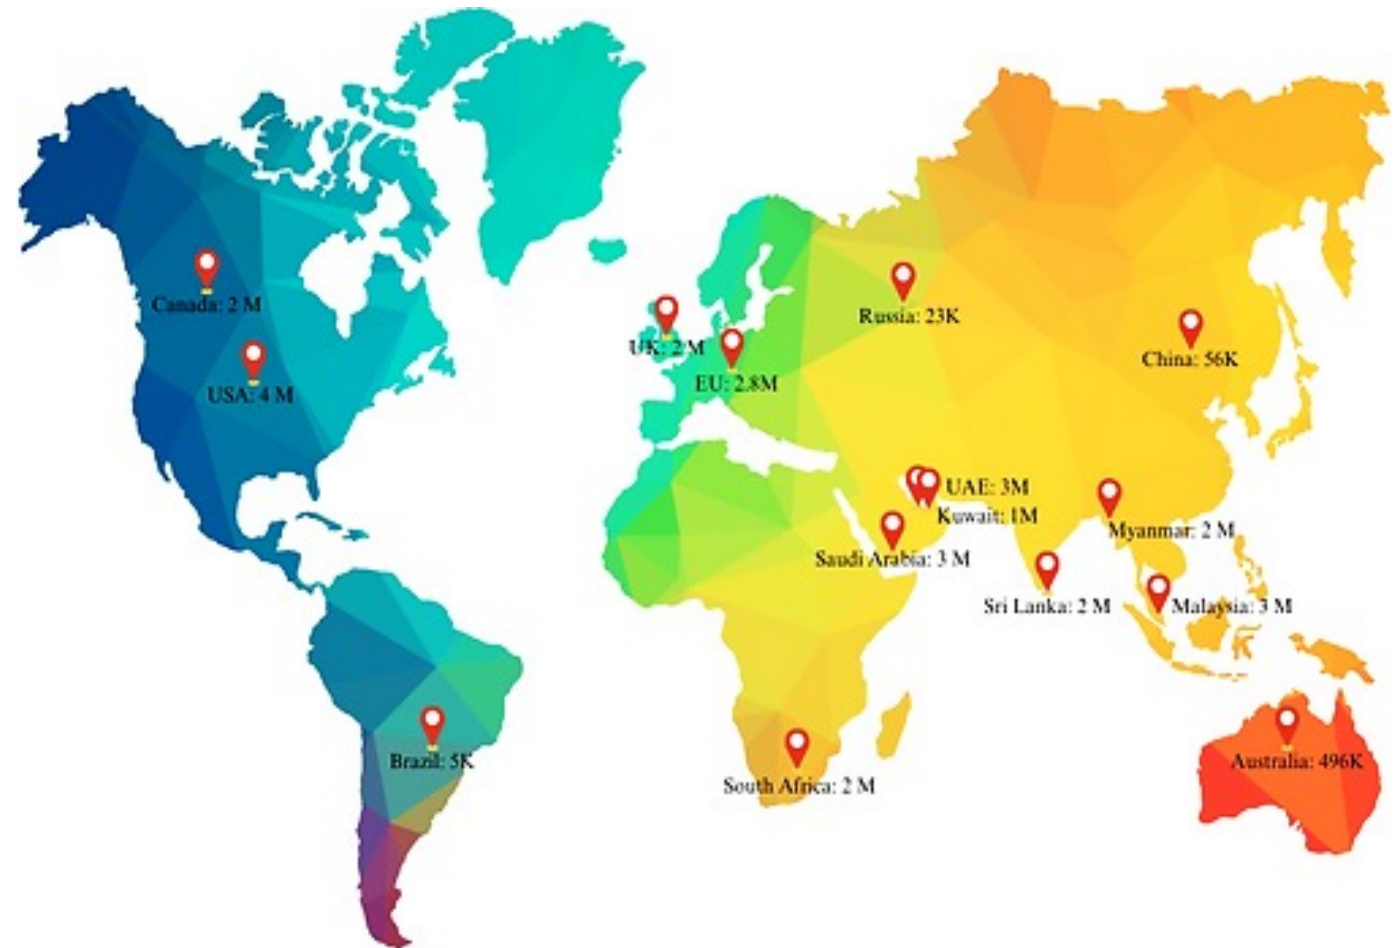 Canada: 2 M
USA: 4 M
UK: 2 M
EU: 2.8M
Russia: 23K
China: 56K
UAE: 3M
Kuwait: 1M
Myanmar: 2 M
Saudi Arabia: 3 M
Sri Lanka: 2 M
Malaysia: 3 M
Brazil: 5K
South Africa: 2 M
Australia: 496K